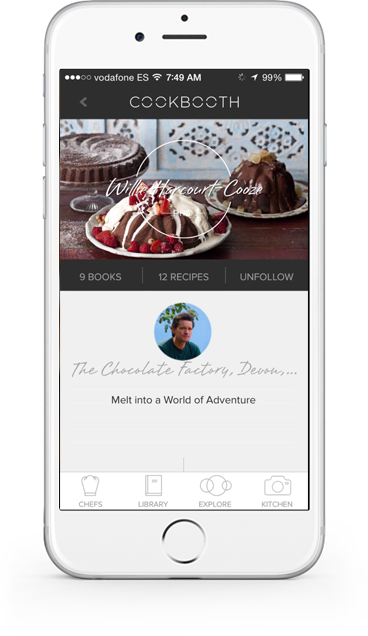 vodafone ES 7:49 AM 99%
COOKBOOTH
Willie Harcourt-Cooze
PRO
9 BOOKS 12 RECIPES UNFOLLOW
The Chocolate Factory, Devon,...
Melt into a World of Adventure
CHEFS LIBRARY EXPLORE KITCHEN